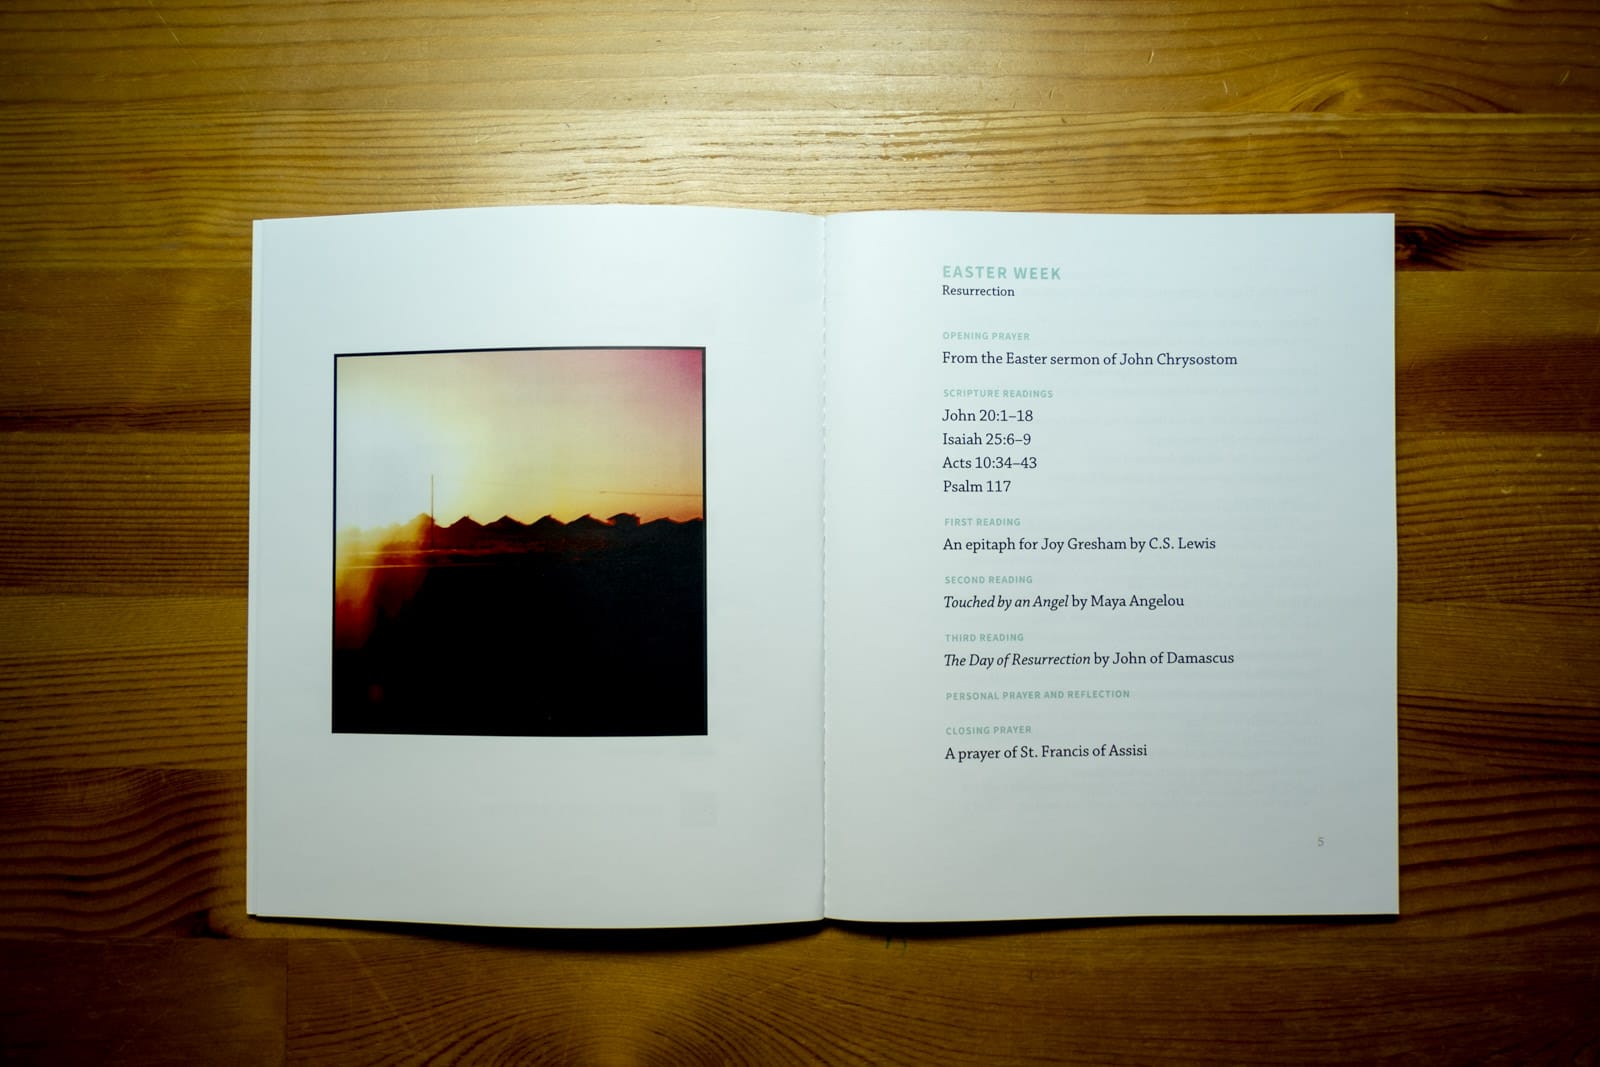 EASTER WEEK
Resurrection
OPENING PRAYER
From the Easter sermon of John Chrysostom
SCRIPTURE READINGS
John 20:1–18
Isaiah 25:6–9
Acts 10:34–43
Psalm 117
FIRST READING
An epitaph for Joy Gresham by C.S. Lewis
SECOND READING
Touched by an Angel by Maya Angelou
THIRD READING
The Day of Resurrection by John of Damascus
PERSONAL PRAYER AND REFLECTION
CLOSING PRAYER
A prayer of St. Francis of Assisi
5